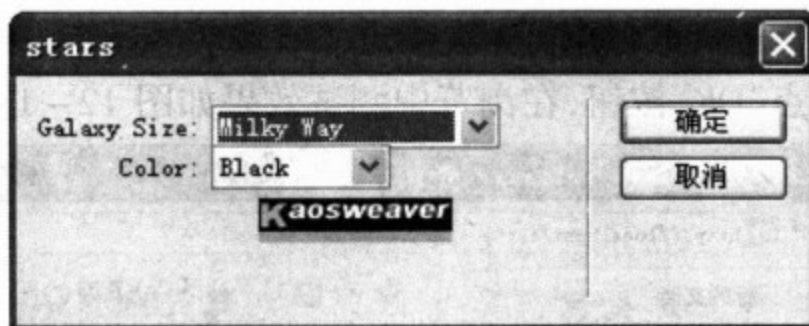 stars
Galaxy Size: Milky Way
Color: Black
Kaosweaver
确定
取消